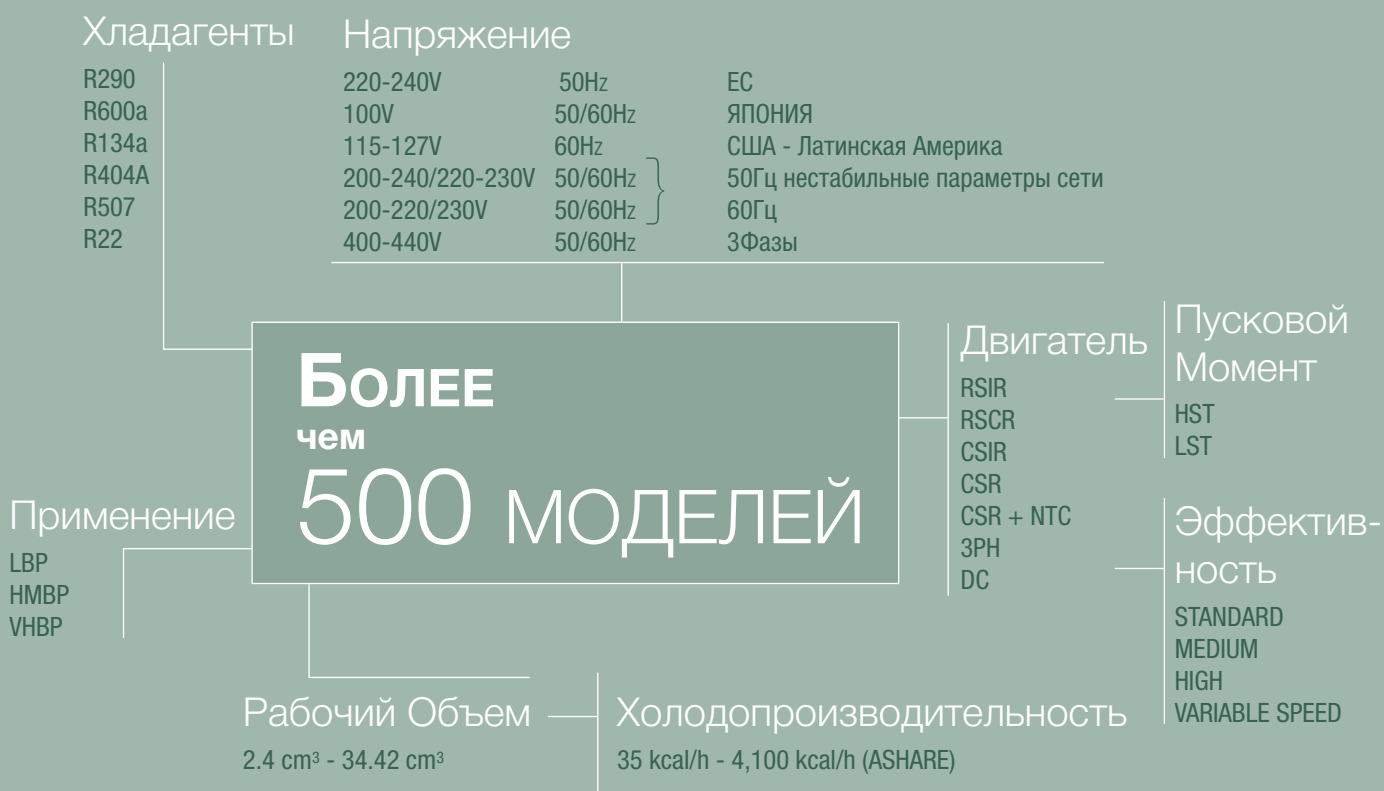 Хладагенты
R290
R600a
R134a
R404A
R507
R22
Напряжение
220-240V 50Hz ЕС
100V 50/60Hz ЯПОНИЯ
115-127V 60Hz США - Латинская Америка
200-240/220-230V 50/60Hz 50Гц нестабильные параметры сети
200-220/230V 50/60Hz 60Гц
400-440V 50/60Hz 3Фазы
БОЛЕЕ
чем
500 МОДЕЛЕЙ
Двигатель
RSIR
RSCR
CSIR
CSR
CSR + NTC
3PH
DC
Пусковой
Момент
HST
LST
Эффектив-
ность
STANDARD
MEDIUM
HIGH
VARIABLE SPEED
Применение
LBP
HMBP
VHBP
Рабочий Объем
2.4 cm³ - 34.42 cm³
Холодопроизводительность
35 kcal/h - 4,100 kcal/h (ASHARE)